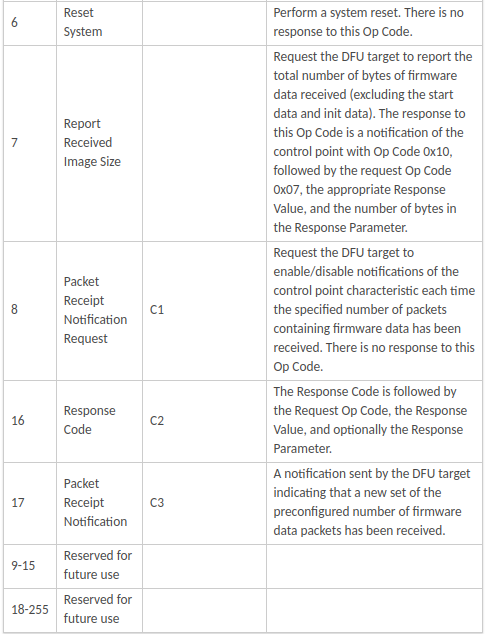 6
Reset
System
Perform a system reset. There is no
response to this Op Code.
7
Report
Received
Image Size
Request the DFU target to report the
total number of bytes of firmware
data received (excluding the start
data and init data). The response to
this Op Code is a notification of the
control point with Op Code 0x10,
followed by the request Op Code
0x07, the appropriate Response
Value, and the number of bytes in
the Response Parameter.
8
Packet
Receipt
Notification
Request
C1
Request the DFU target to
enable/disable notifications of the
control point characteristic each time
the specified number of packets
containing firmware data has been
received. There is no response to this
Op Code.
16
Response
Code
C2
The Response Code is followed by
the Request Op Code, the Response
Value, and optionally the Response
Parameter.
17
Packet
Receipt
Notification
C3
A notification sent by the DFU target
indicating that a new set of the
preconfigured number of firmware
data packets has been received.
9-15
Reserved for
future use
18-255
Reserved for
future use